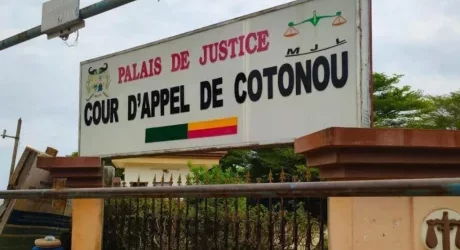 PALAIS DE JUSTICE
MJL
COUR D'APPEL DE COTONOU